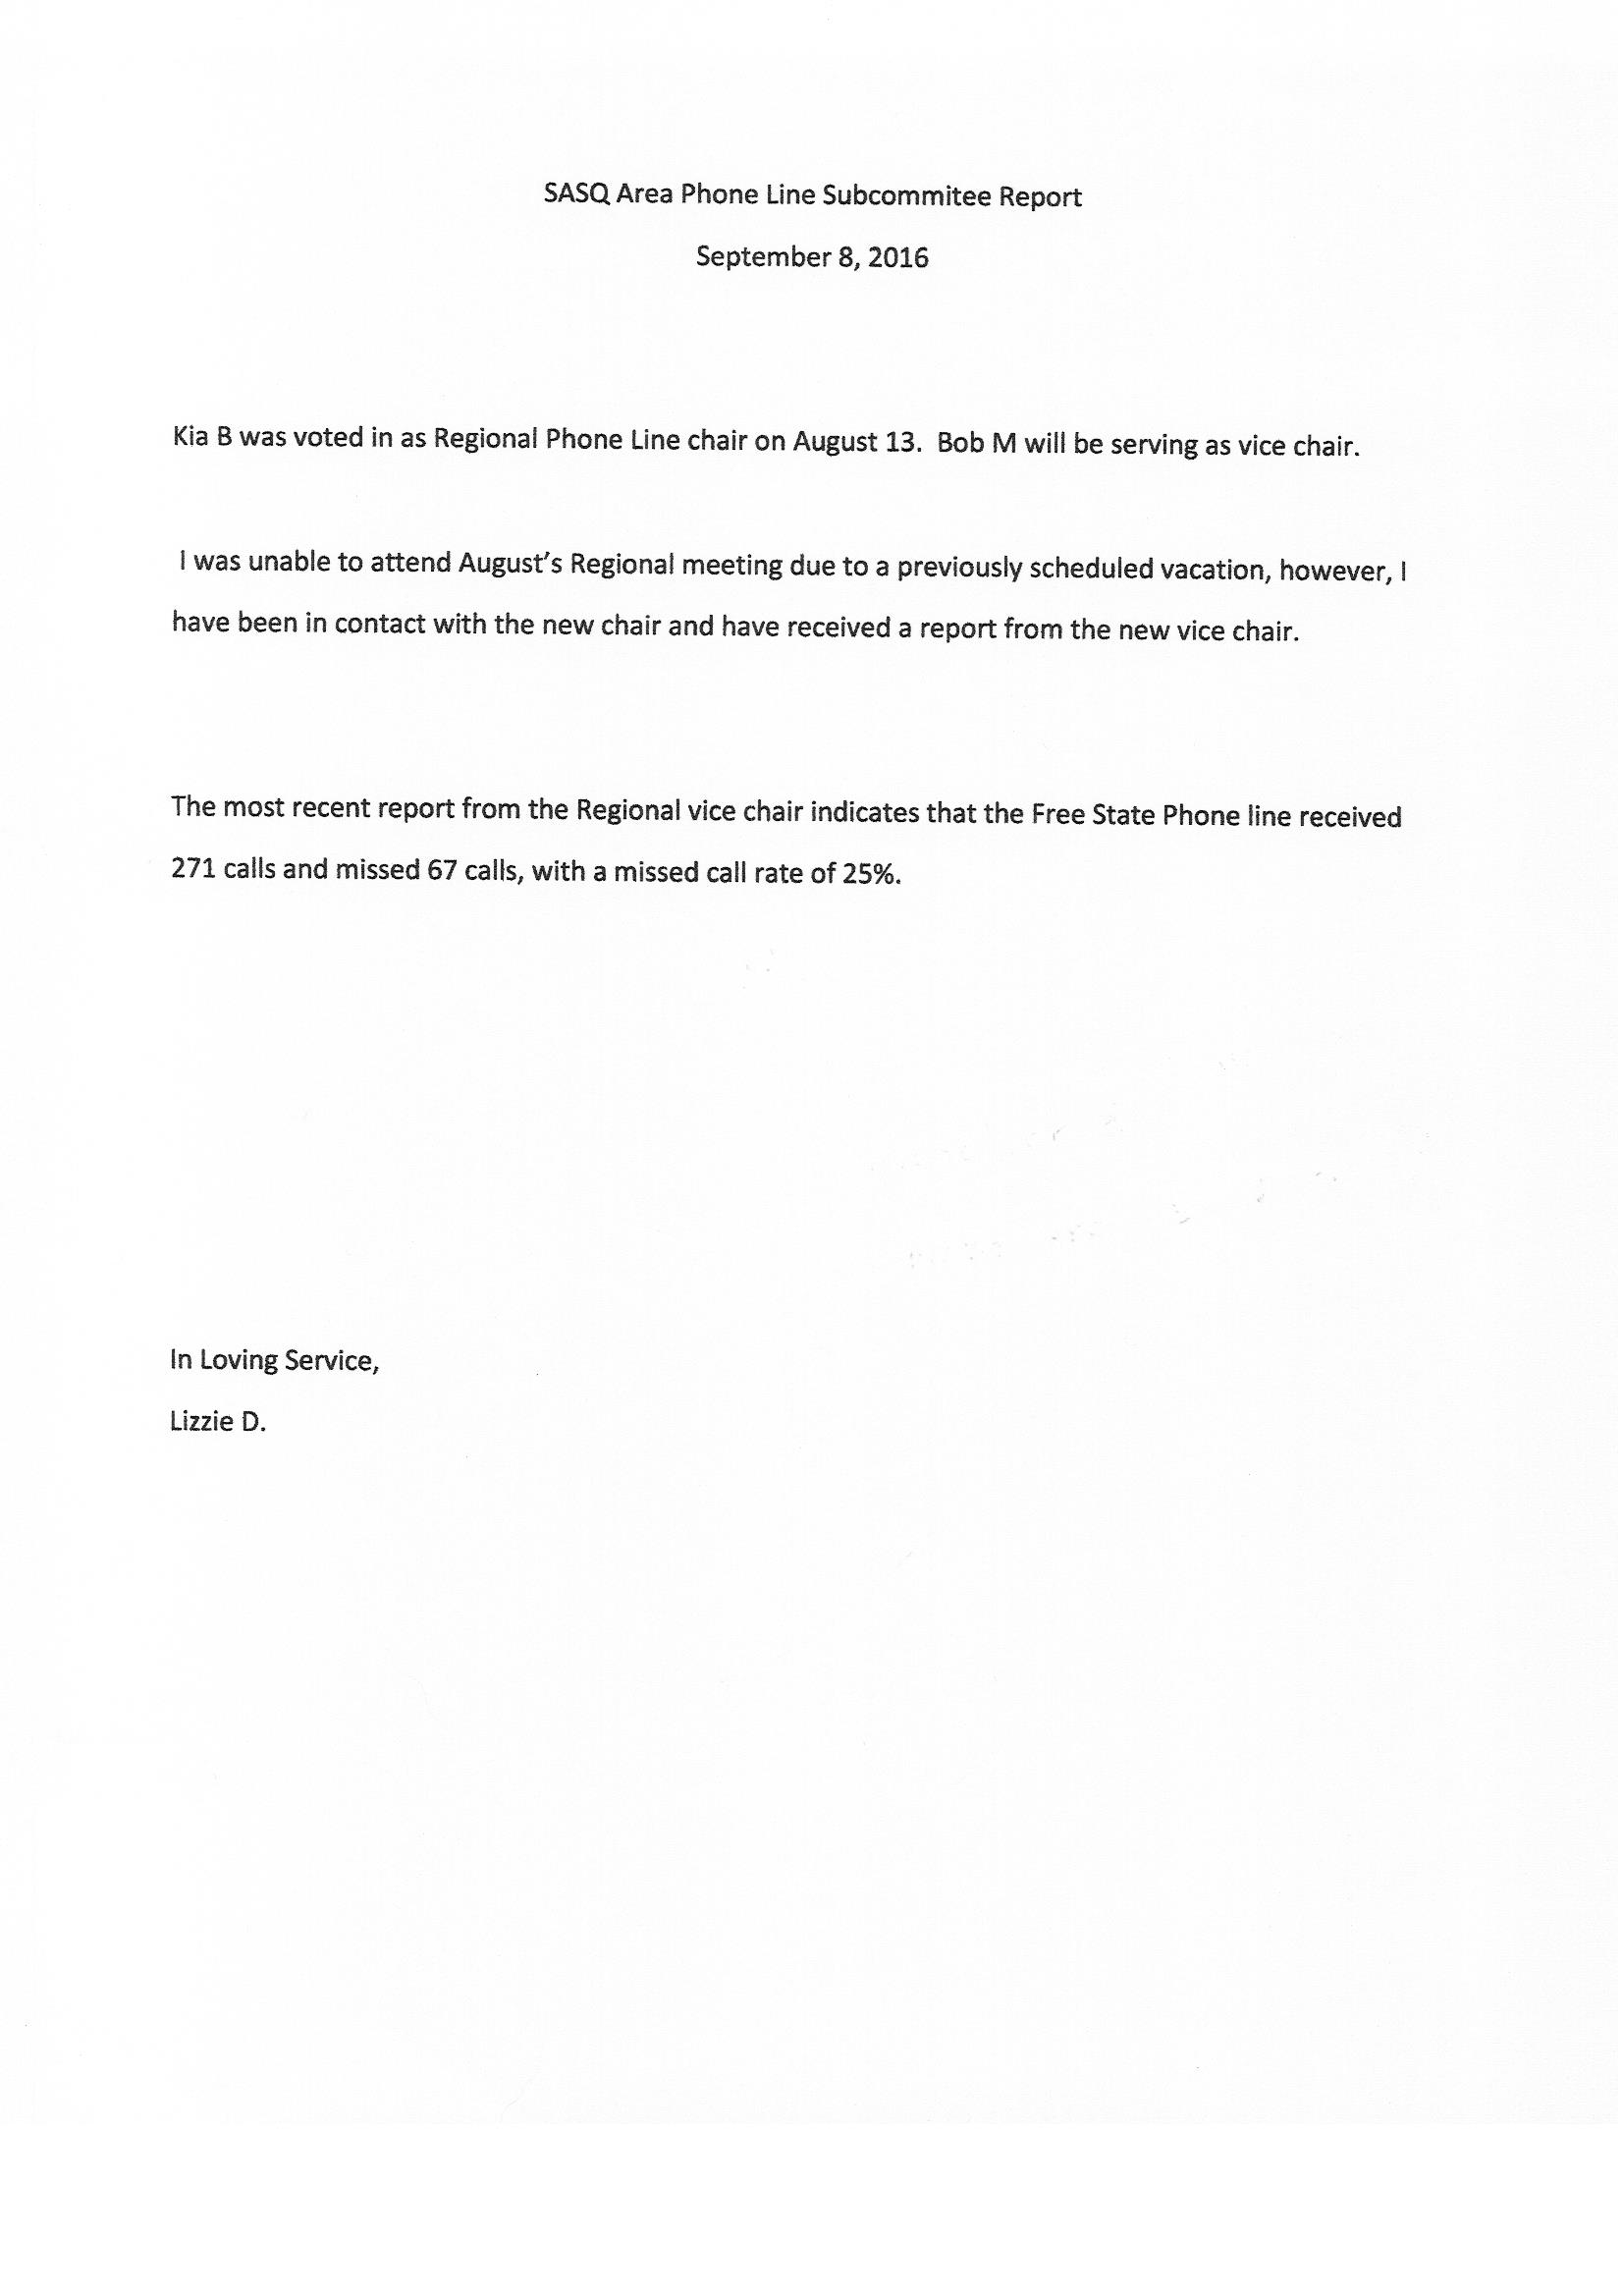 SASQ Area Phone Line Subcommitee Report
September 8, 2016
Kia B was voted in as Regional Phone Line chair on August 13.  Bob M will be serving as vice chair.
I was unable to attend August's Regional meeting due to a previously scheduled vacation, however, I
have been in contact with the new chair and have received a report from the new vice chair.
The most recent report from the Regional vice chair indicates that the Free State Phone line received
271 calls and missed 67 calls, with a missed call rate of 25%.
In Loving Service,
Lizzie D.